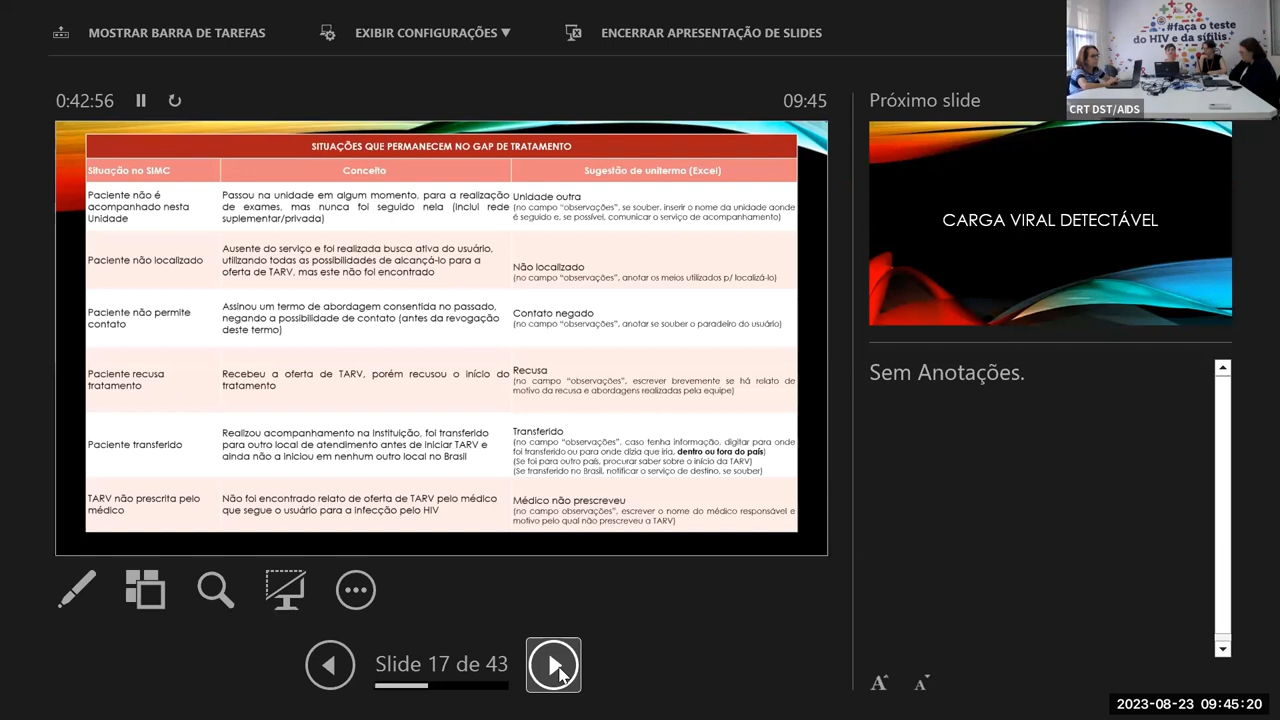 MOSTRAR BARRA DE TAREFAS
EXIBIR CONFIGURAÇÕES ▼
ENCERRAR APRESENTAÇÃO DE SLIDES
#faça o teste
do HIV e da sífilis
CRT DST/AIDS
0:42:56
09:45
Próximo slide
SITUAÇÕES QUE PERMANECEM NO GAP DE TRATAMENTO
Situação no SIMC
Conceito
Sugestão de unitermo (Excel)
Paciente não é
acompanhado nesta
Unidade
Passou na unidade em algum momento, para a realização
de exames, mas nunca foi seguido nela (inclui rede
suplementar/privada)
Unidade outra
(no campo "observações", se souber, inserir o nome da unidade aonde
é seguido e, se possível, comunicar o serviço de acompanhamento)
Paciente não localizado
Ausente do serviço e foi realizada busca ativa do usuário,
utilizando todas as possibilidades de alcançá-lo para a
oferta de TARV, mas este não foi encontrado
Não localizado
(no campo "observações", anotar os meios utilizados p/ localizá-lo)
Paciente não permite
contato
Assinou um termo de abordagem consentida no passado,
negando a possibilidade de contato (antes da revogação
deste termo)
Contato negado
(no campo "observações", anotar se souber o paradeiro do usuário)
Paciente recusa
tratamento
Recebeu a oferta de TARV, porém recusou o início do
tratamento
Recusa
(no campo "observações", escrever brevemente se há relato de
motivo da recusa e abordagens realizadas pela equipe)
Paciente transferido
Realizou acompanhamento na Instituição, foi transferido
para outro local de atendimento antes de iniciar TARV e
ainda não a iniciou em nenhum outro local no Brasil
Transferido
(no campo "observações", caso tenha informação, digitar para onde
foi transferido ou para onde dizia que iria, dentro ou fora do país)
(Se foi para outro país, procurar saber sobre o início da TARV)
(Se transferido no Brasil, notificar o serviço de destino, se souber)
TARV não prescrita pelo
médico
Não foi encontrado relato de oferta de TARV pelo médico
que segue o usuário para a infecção pelo HIV
Médico não prescreveu
(no campo observações", escrever o nome do médico responsável e
motivo pelo qual não prescreveu a TARV)
CARGA VIRAL DETECTÁVEL
Sem Anotações.
Slide 17 de 43
A A
2023-08-23 09:45:20